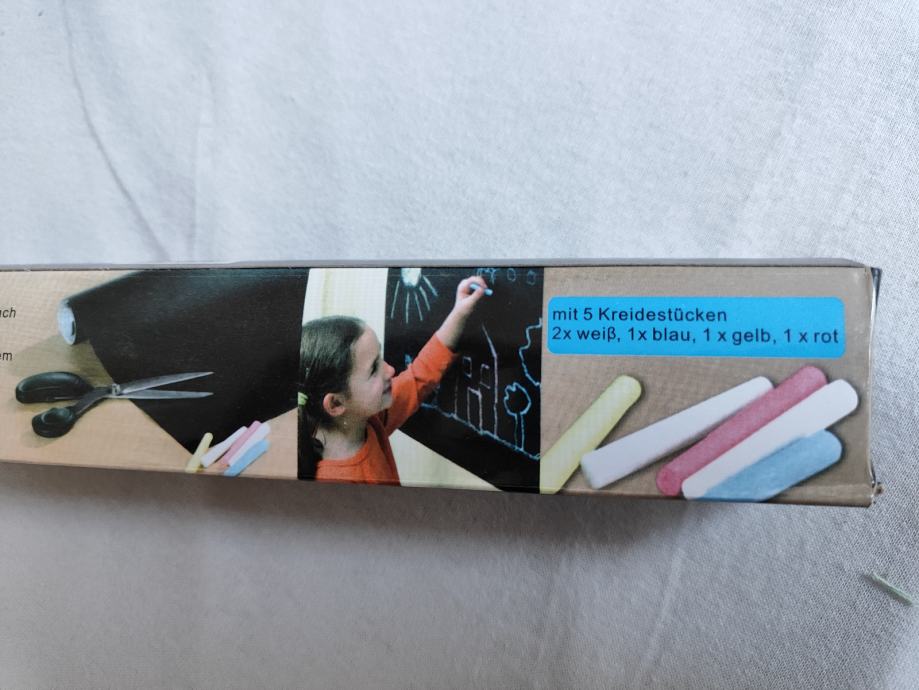 mit 5 Kreidestücken
2x weiß, 1x blau, 1 x gelb, 1 x rot